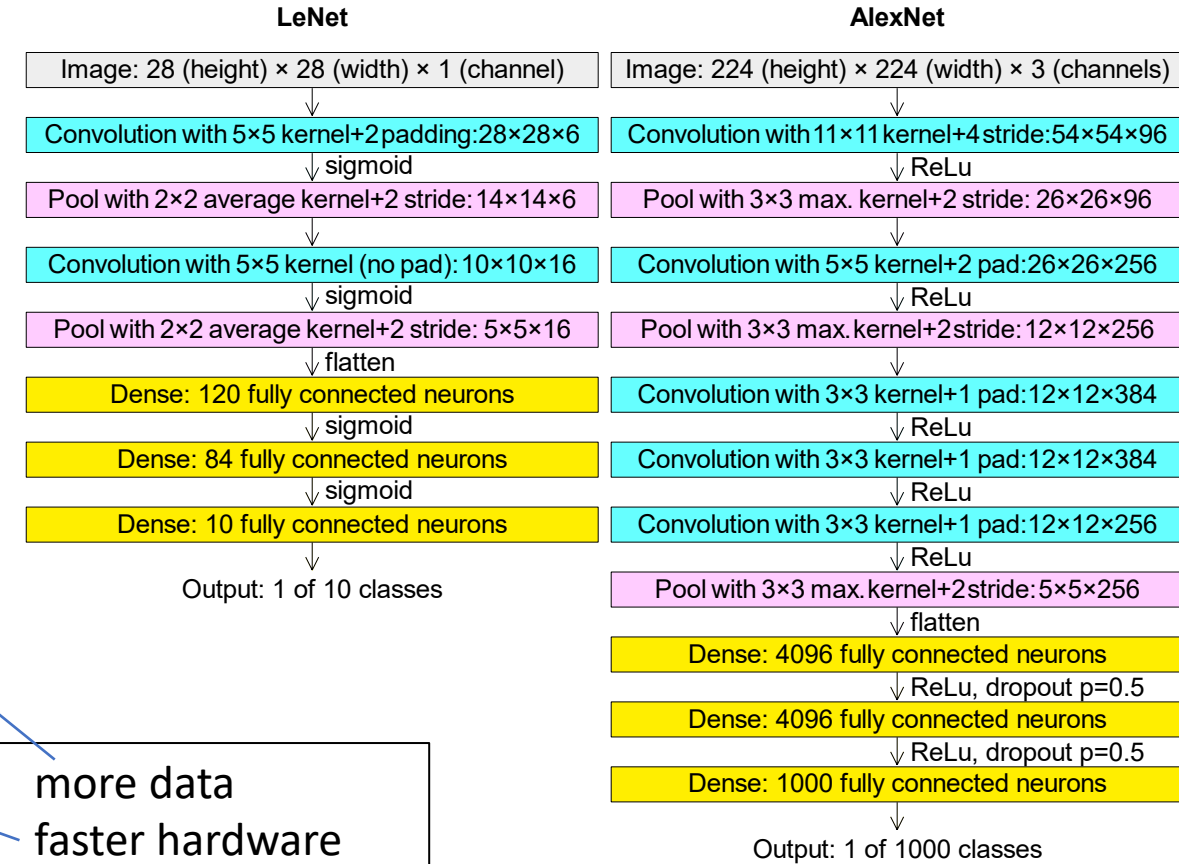 LeNet
Image: 28 (height) × 28 (width) × 1 (channel)
Convolution with 5×5 kernel+2padding:28×28×6
sigmoid
Pool with 2×2 average kernel+2 stride:14×14×6
Convolution with 5×5 kernel (no pad):10×10×16
sigmoid
Pool with 2×2 average kernel+2 stride: 5×5×16
flatten
Dense: 120 fully connected neurons
sigmoid
Dense: 84 fully connected neurons
sigmoid
Dense: 10 fully connected neurons
Output: 1 of 10 classes
AlexNet
Image: 224 (height) × 224 (width) × 3 (channels)
Convolution with 11×11 kernel+4 stride:54×54×96
ReLu
Pool with 3×3 max. kernel+2 stride: 26×26×96
Convolution with 5×5 kernel+2 pad:26×26×256
ReLu
Pool with 3×3 max.kernel+2stride:12×12×256
Convolution with 3×3 kernel+1 pad:12×12×384
ReLu
Convolution with 3×3 kernel+1 pad:12×12×384
ReLu
Convolution with 3×3 kernel+1 pad:12×12×256
ReLu
Pool with 3×3 max.kernel+2stride:5×5×256
flatten
Dense: 4096 fully connected neurons
ReLu, dropout p=0.5
Dense: 4096 fully connected neurons
ReLu, dropout p=0.5
Dense: 1000 fully connected neurons
Output: 1 of 1000 classes
more data
faster hardware